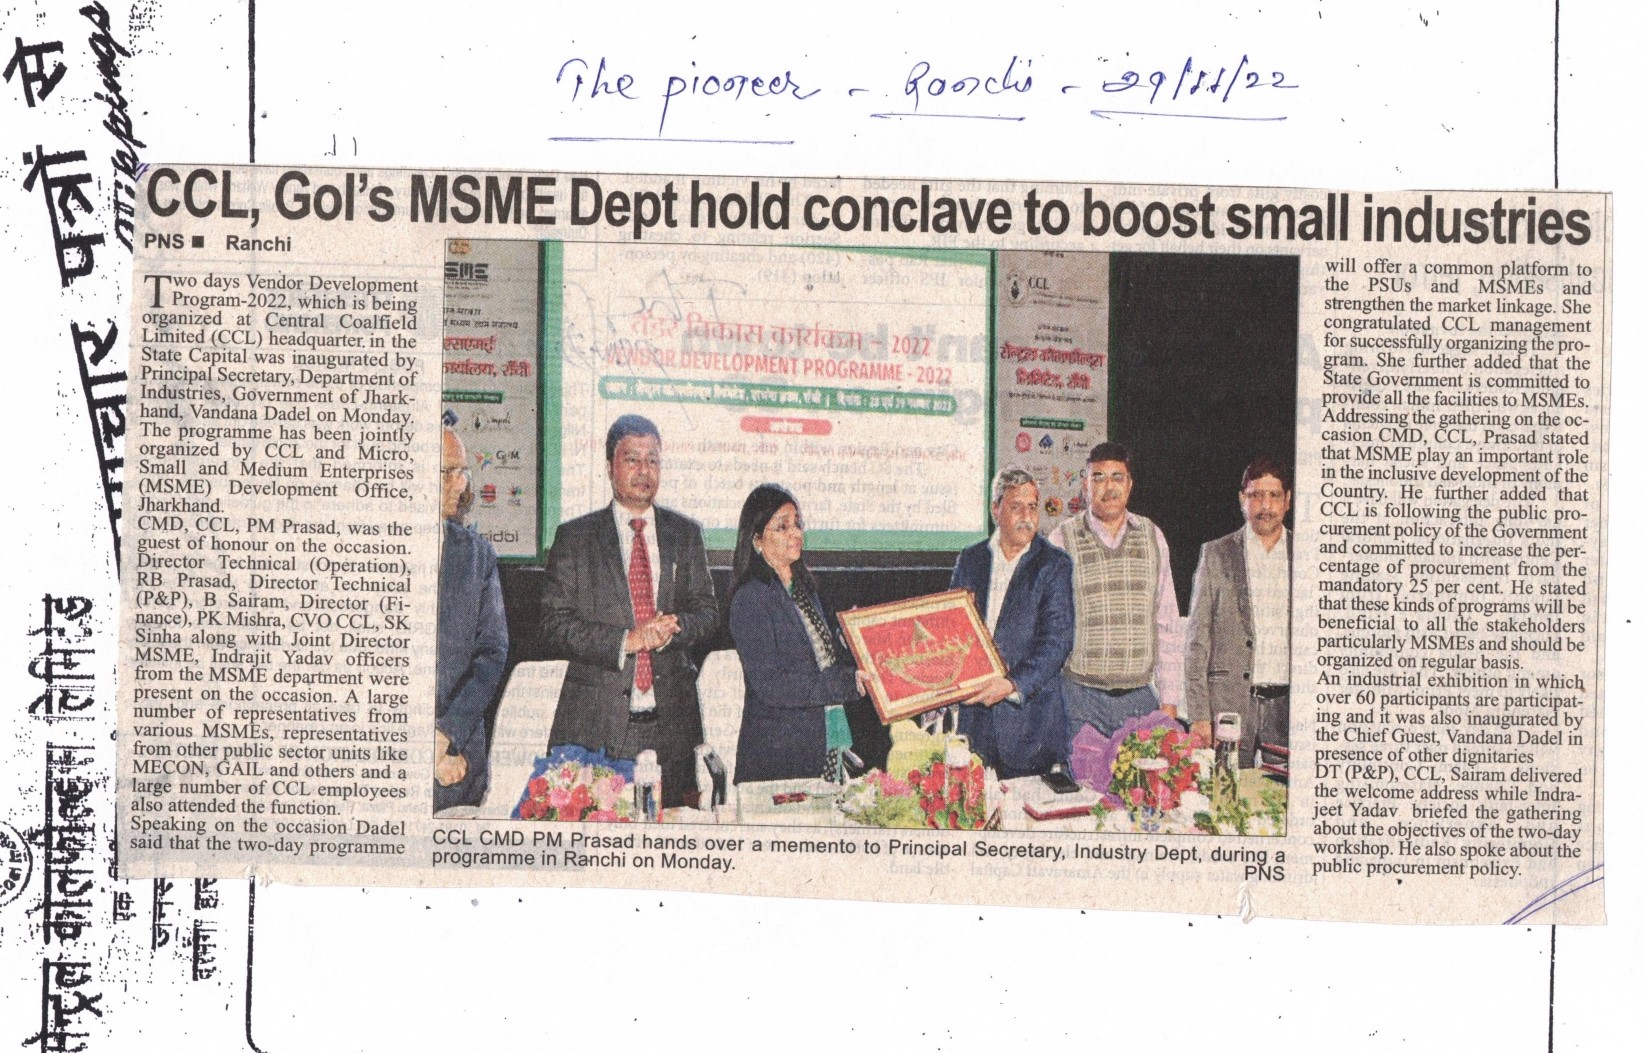 The pioneer - Ranchi - 29/11/22
CCL, GoI's MSME Dept hold conclave to boost small industries
PNS ■ Ranchi
Two days Vendor Development
Program-2022, which is being
organized at Central Coalfield
Limited (CCL) headquarter. in the
State Capital was inaugurated by
Principal Secretary, Department of
Industries, Government of Jhark-
hand, Vandana Dadel on Monday.
The programme has been jointly
organized by CCL and Micro,
Small and Medium Enterprises
(MSME) Development Office,
Jharkhand.
CMD, CCL, PM Prasad, was the
guest of honour on the occasion.
Director Technical (Operation),
RB Prasad, Director Technical
(P&P), B Sairam, Director (Fi-
nance), PK Mishra, CVO CCL, SK
Sinha along with Joint Director
MSME, Indrajit Yadav officers
from the MSME department were
present on the occasion. A large
number of representatives from
various MSMEs, representatives
from other public sector units like
MECON, GAIL and others and a
large number of CCL employees
also attended the function.
Speaking on the occasion Dadel
said that the two-day programme
वेंडर विकास कार्यक्रम – 2022
VENDOR DEVELOPMENT PROGRAMME - 2022
CCL
सेन्ट्रल कोलफील्ड्स
लिमिटेड, राँची
sidbi
CCL CMD PM Prasad hands over a memento to Principal Secretary, Industry Dept, during a
programme in Ranchi on Monday.
PNS
will offer a common platform to
the PSUs and MSMEs and
strengthen the market linkage. She
congratulated CCL management
for successfully organizing the pro-
gram. She further added that the
State Government is committed to
provide all the facilities to MSMEs.
Addressing the gathering on the oc-
casion CMD, CCL, Prasad stated
that MSME play an important role
in the inclusive development of the
Country. He further added that
CCL is following the public pro-
curement policy of the Government
and committed to increase the per-
centage of procurement from the
mandatory 25 per cent. He stated
that these kinds of programs will be
beneficial to all the stakeholders
particularly MSMEs and should be
organized on regular basis.
An industrial exhibition in which
over 60 participants are participat-
ing and it was also inaugurated by
the Chief Guest, Vandana Dadel in
presence of other dignitaries
DT (P&P), CCL, Sairam delivered
the welcome address while Indra-
jeet Yadav briefed the gathering
about the objectives of the two-day
workshop. He also spoke about the
public procurement policy.